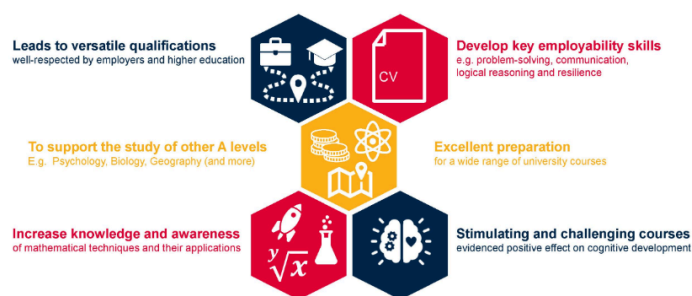 Leads to versatile qualifications
well-respected by employers and higher education
Develop key employability skills
e.g. problem-solving, communication,
logical reasoning and resilience
CV
To support the study of other A levels
E.g. Psychology, Biology, Geography (and more)
Excellent preparation
for a wide range of university courses
Increase knowledge and awareness
of mathematical techniques and their applications
y√x
Stimulating and challenging courses
evidenced positive effect on cognitive development